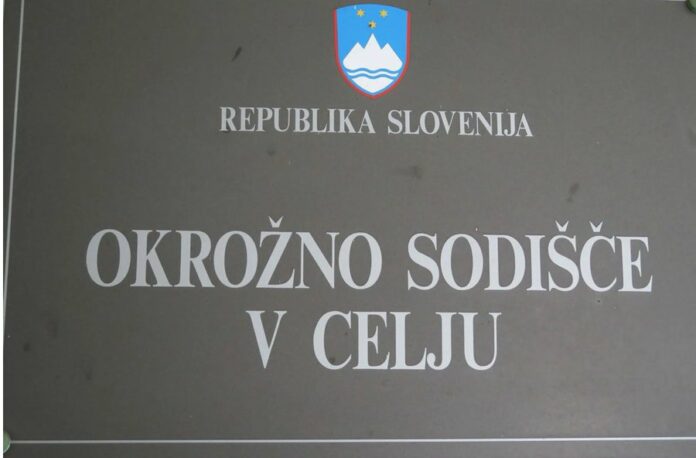 REPUBLIKA SLOVENIJA
OKROŽNO SODIŠČE
V CELJU